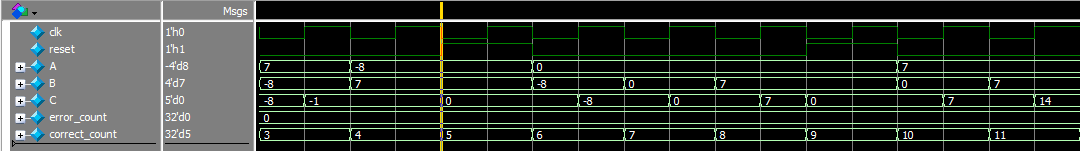 Msgs
clk 1'h0
reset 1'h1
A -4'd8 7 -8 0 7
B 4'd7 -8 7 -8 0 7 0 7
C 5'd0 -8 -1 0 -8 0 7 0 7 14
error_count 32'd0 0
correct_count 32'd5 3 4 5 6 7 8 9 10 11